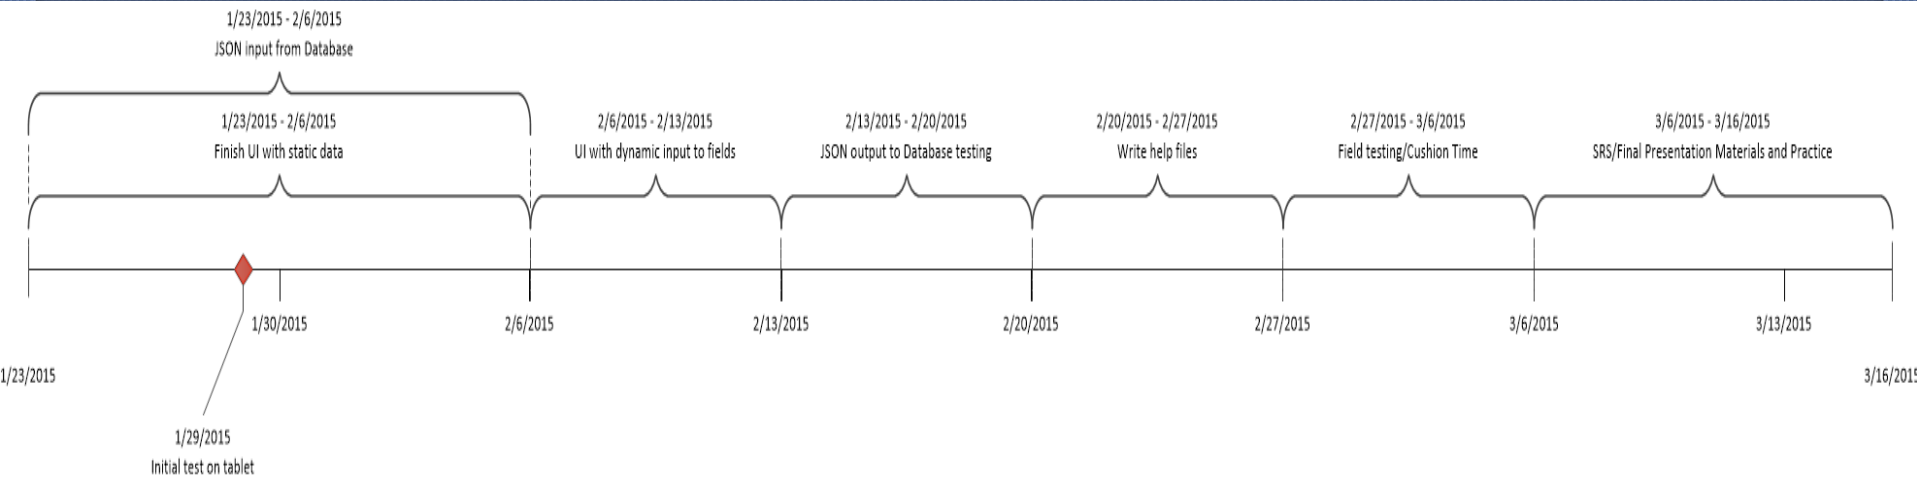 1/23/2015 - 2/6/2015
JSON input from Database
1/23/2015 - 2/6/2015
Finish UI with static data
2/6/2015 - 2/13/2015
UI with dynamic input to fields
2/13/2015 - 2/20/2015
JSON output to Database testing
2/20/2015 - 2/27/2015
Write help files
2/27/2015 - 3/6/2015
Field testing/Cushion Time
3/6/2015 - 3/16/2015
SRS/Final Presentation Materials and Practice
1/30/2015
2/6/2015
2/13/2015
2/20/2015
2/27/2015
3/6/2015
3/13/2015
1/23/2015
3/16/2015
1/29/2015
Initial test on tablet